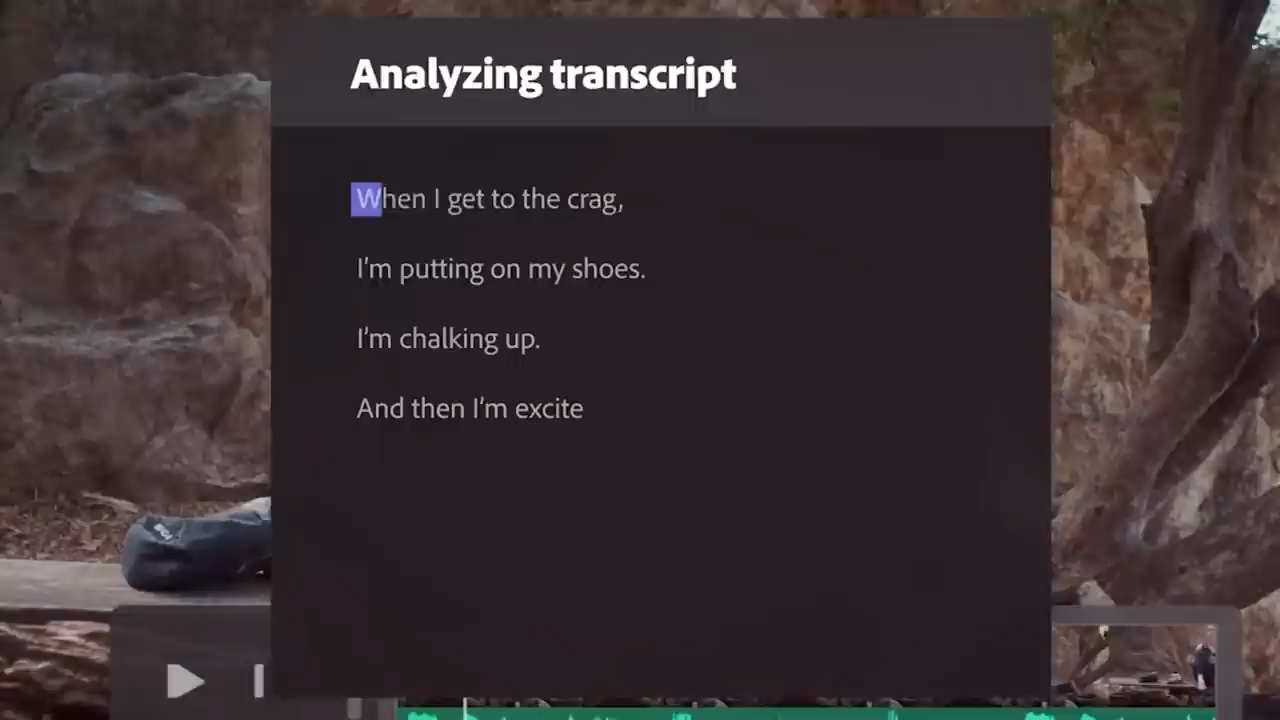 Analyzing transcript
When I get to the crag,
I'm putting on my shoes.
I'm chalking up.
And then I'm excite